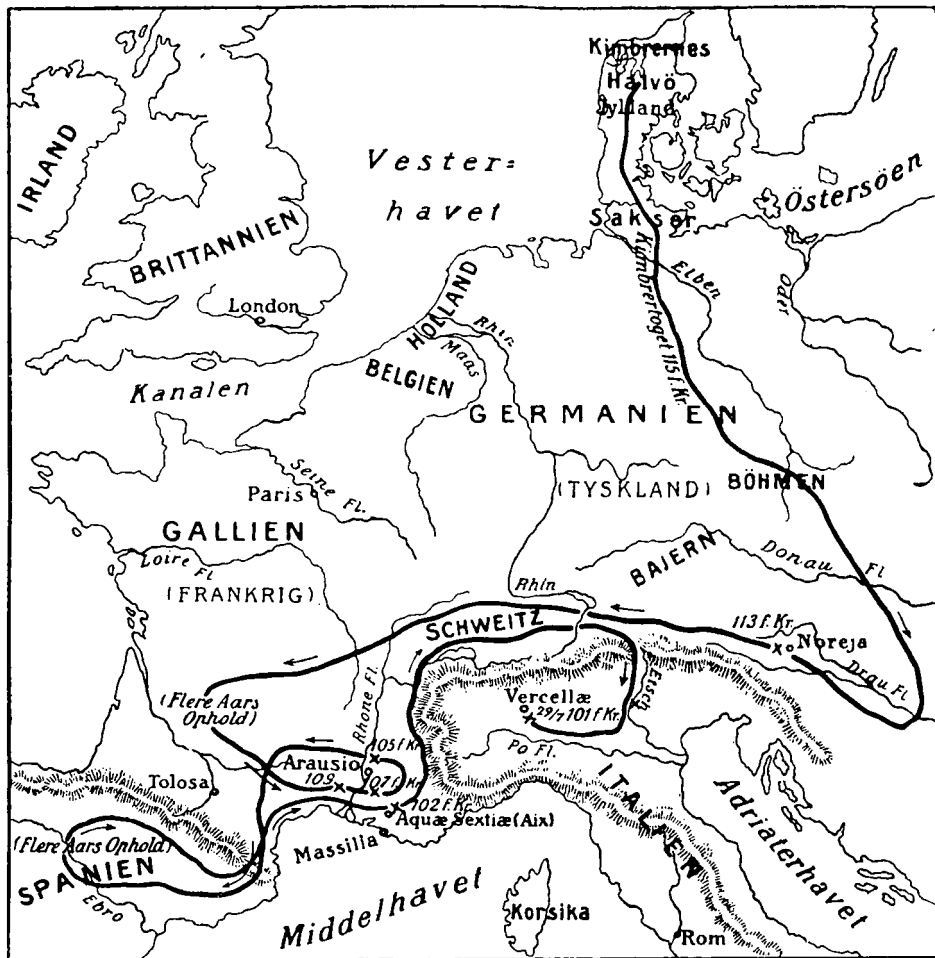 Kimbrernes
Halvö
Jylland
IRLAND
Vester=
havet
Östersöen
Sakser
BRITTANNIEN
Elben
Oder
Kimbrertoget 115 f. Kr.
London
HOLLAND
Rhin
Maas
BELGIEN
Kanalen
GERMANIEN
Seine Fl.
Paris
(TYSKLAND)
BÖHMEN
GALLIEN
Loire Fl
(FRANKRIG)
BAJERN
Donau Fl
Rhin
SCHWEITZ
113 f. Kr.
Noreja
Drau Fl
Rhone Fl.
Vercellæ
29/7 101 f Kr.
Etsch
(Flere Aars
Ophold)
105 f Kr
Arausio
109
107 f. Kr
Po Fl.
Tolosa
102 f. Kr.
Aquæ Sextiæ (Aix)
ITALIEN
Adriaterhavet
Massilla
(Flere Aars Ophold)
SPANIEN
Ebro
Middelhavet
Korsika
Rom